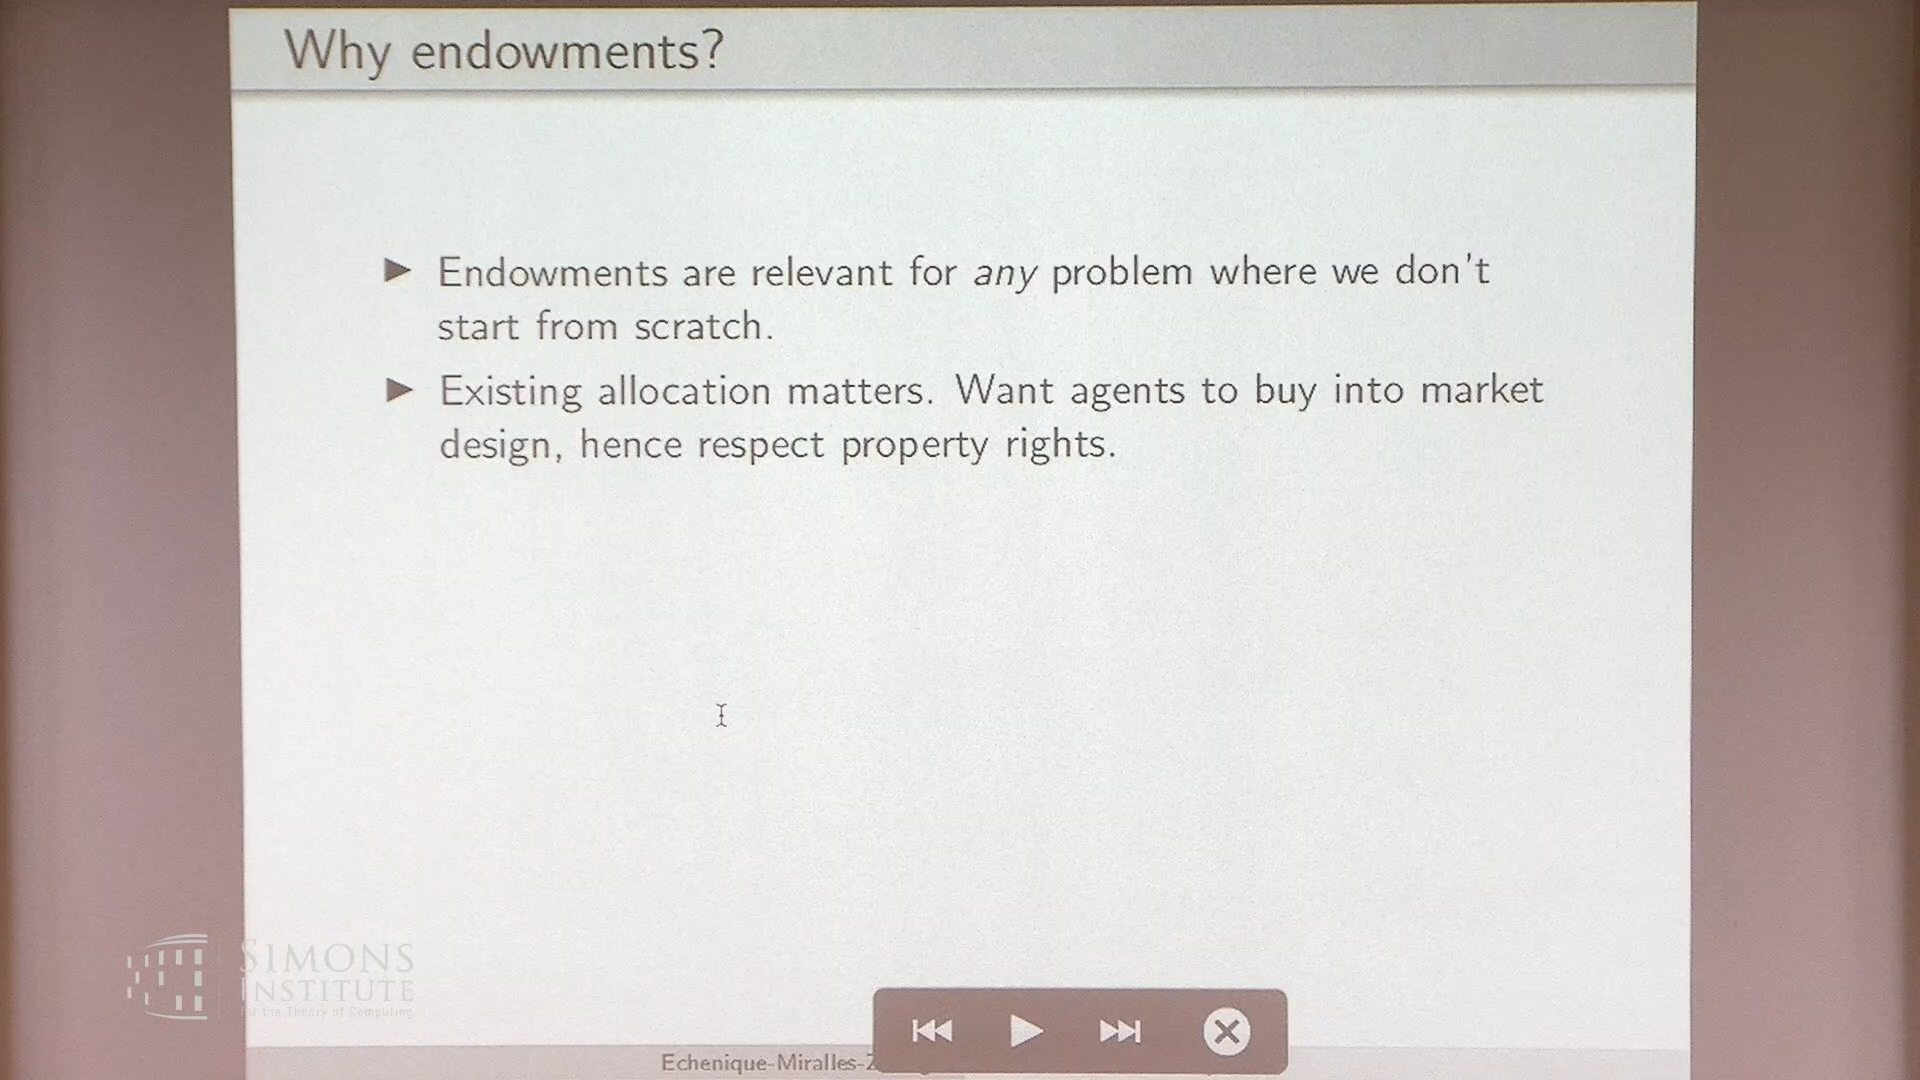 Why endowments?
▶ Endowments are relevant for any problem where we don't
start from scratch.
▶ Existing allocation matters. Want agents to buy into market
design, hence respect property rights.
SIMONS
INSTITUTE
for the Theory of Computing
Echenique-Miralles-